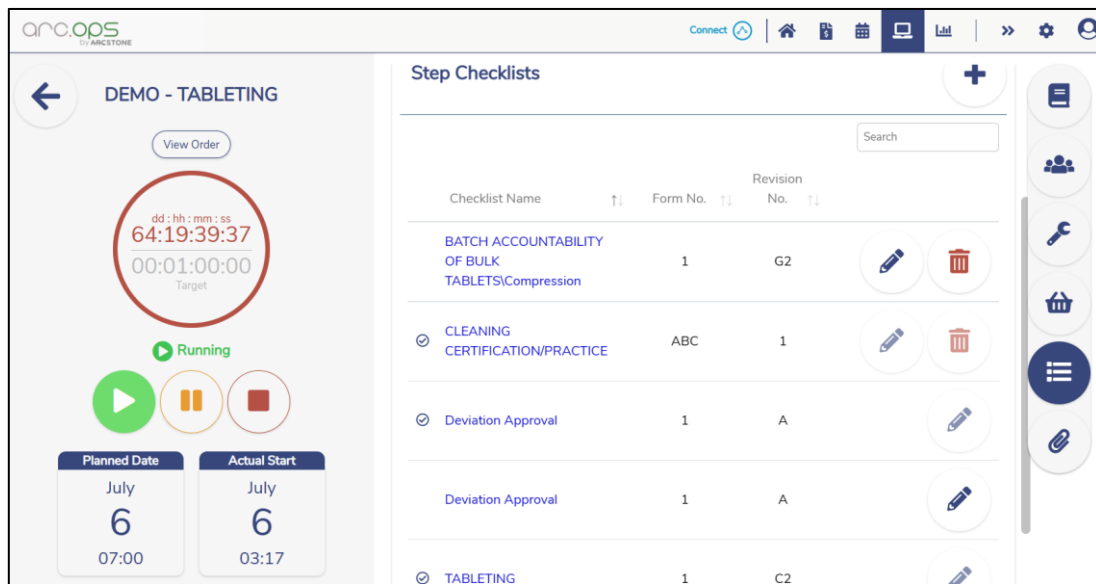 arc.ops
by ARCSTONE
Connect
DEMO - TABLETING
View Order
dd : hh : mm : ss
64:19:39:37
00:01:00:00
Target
Running
Planned Date
July
6
07:00
Actual Start
July
6
03:17
Step Checklists
Search
Checklist Name
Form No.
Revision
No.
BATCH ACCOUNTABILITY
OF BULK
TABLETS\Compression
1
G2
CLEANING
CERTIFICATION/PRACTICE
ABC
1
Deviation Approval
1
A
Deviation Approval
1
A
TABLETING
1
C2